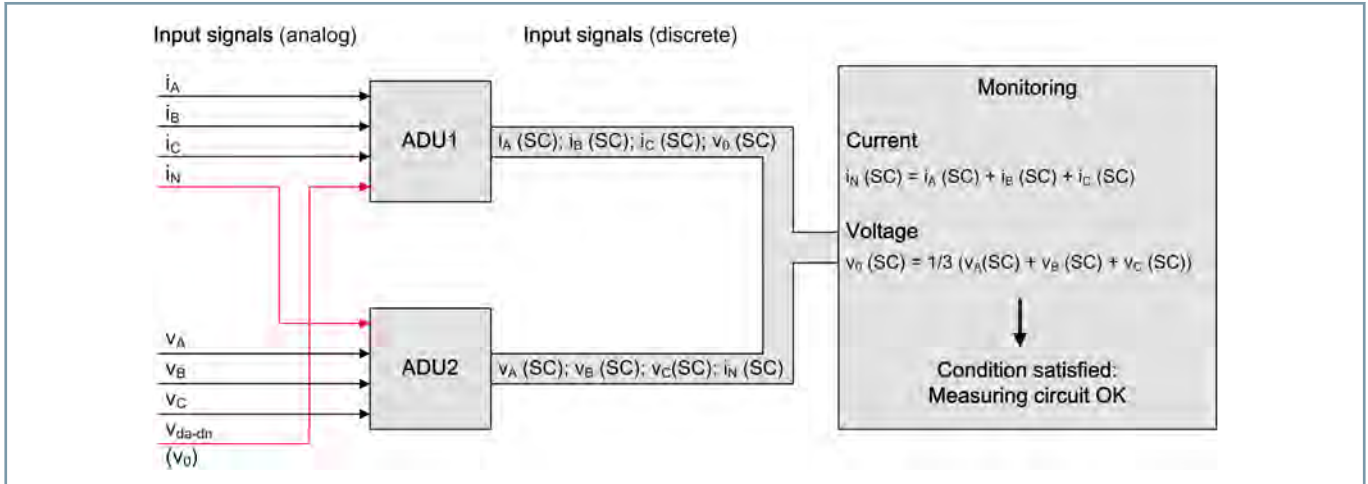 Input signals (analog)
Input signals (discrete)
iA
iB
iC
iN
ADU1
iA (SC); iB (SC); iC (SC); v0 (SC)
vA
vB
vC
vda-dn
(v0)
ADU2
vA (SC); vB (SC); vC(SC); iN (SC)
Monitoring
Current
iN (SC) = iA (SC) + iB (SC) + iC (SC)
Voltage
v0 (SC) = 1/3 (vA(SC) + vB (SC) + vC (SC))
Condition satisfied:
Measuring circuit OK